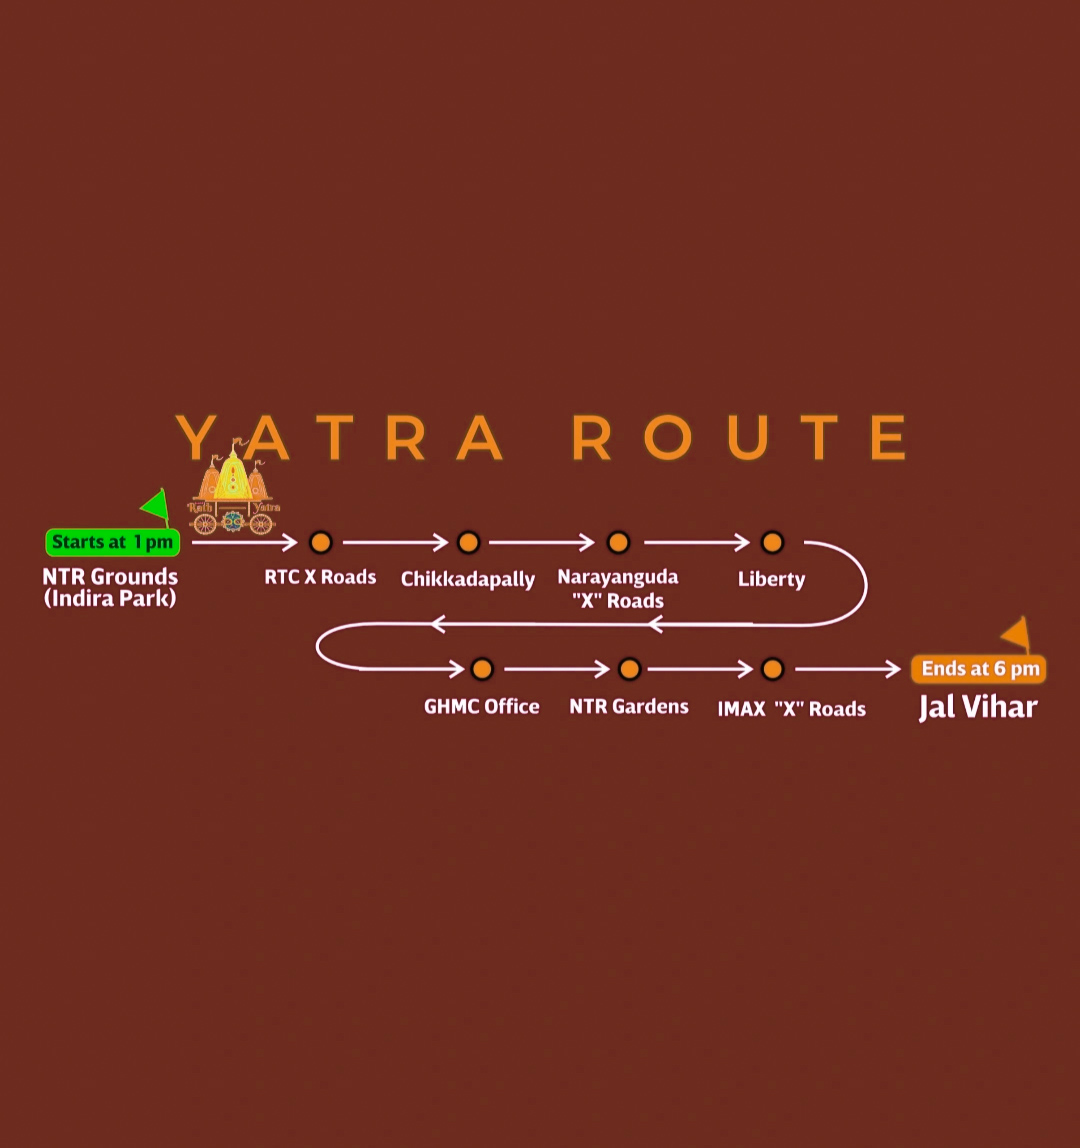 YATRA ROUTE
Rath Yatra
Starts at 1 pm
NTR Grounds
(Indira Park)
RTC X Roads
Chikkadapally
Narayanguda
"X" Roads
Liberty
GHMC Office
NTR Gardens
IMAX "X" Roads
Ends at 6 pm
Jal Vihar